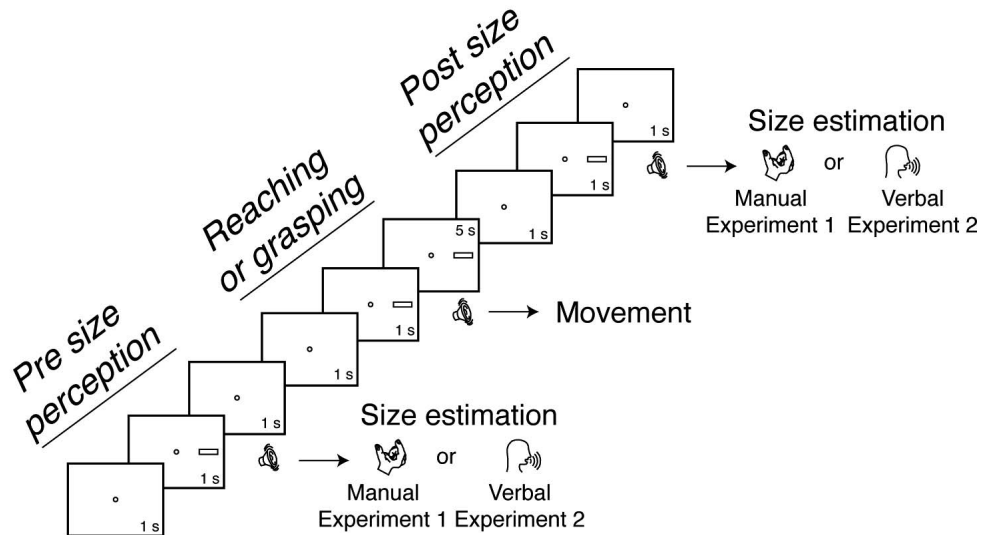 Post size
perception
1 s
Size estimation
or
Manual
Experiment 1
Verbal
Experiment 2
1 s
Reaching
or grasping
1 s
5 s
Movement
1 s
1 s
Pre size
perception
1 s
Size estimation
or
Manual
Experiment 1
Verbal
Experiment 2
1 s
1 s